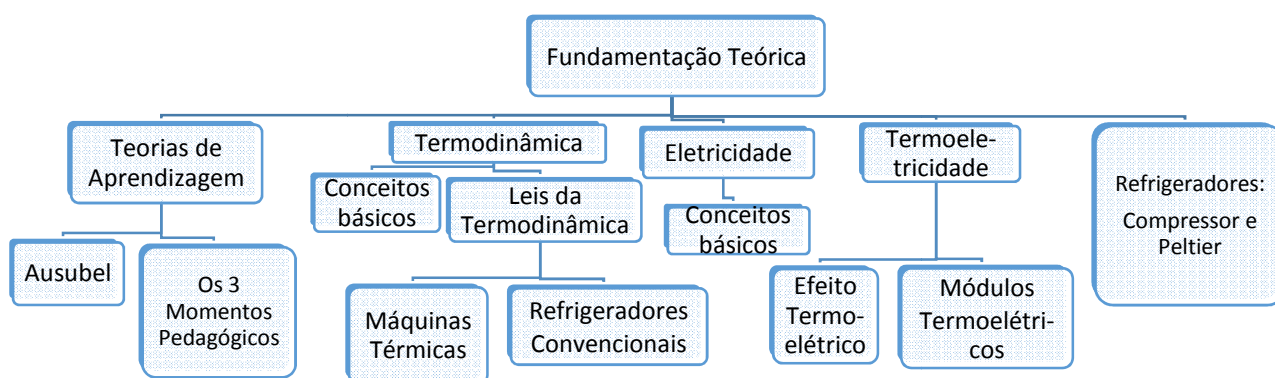 Fundamentação Teórica
Teorias de
Aprendizagem
Termodinâmica
Eletricidade
Termoele-
tricidade
Refrigeradores:
Compressor e
Peltier
Conceitos
básicos
Leis da
Termodinâmica
Conceitos
básicos
Ausubel
Os 3
Momentos
Pedagógicos
Máquinas
Térmicas
Refrigeradores
Convencionais
Efeito
Termo-
elétrico
Módulos
Termoelétri-
cos